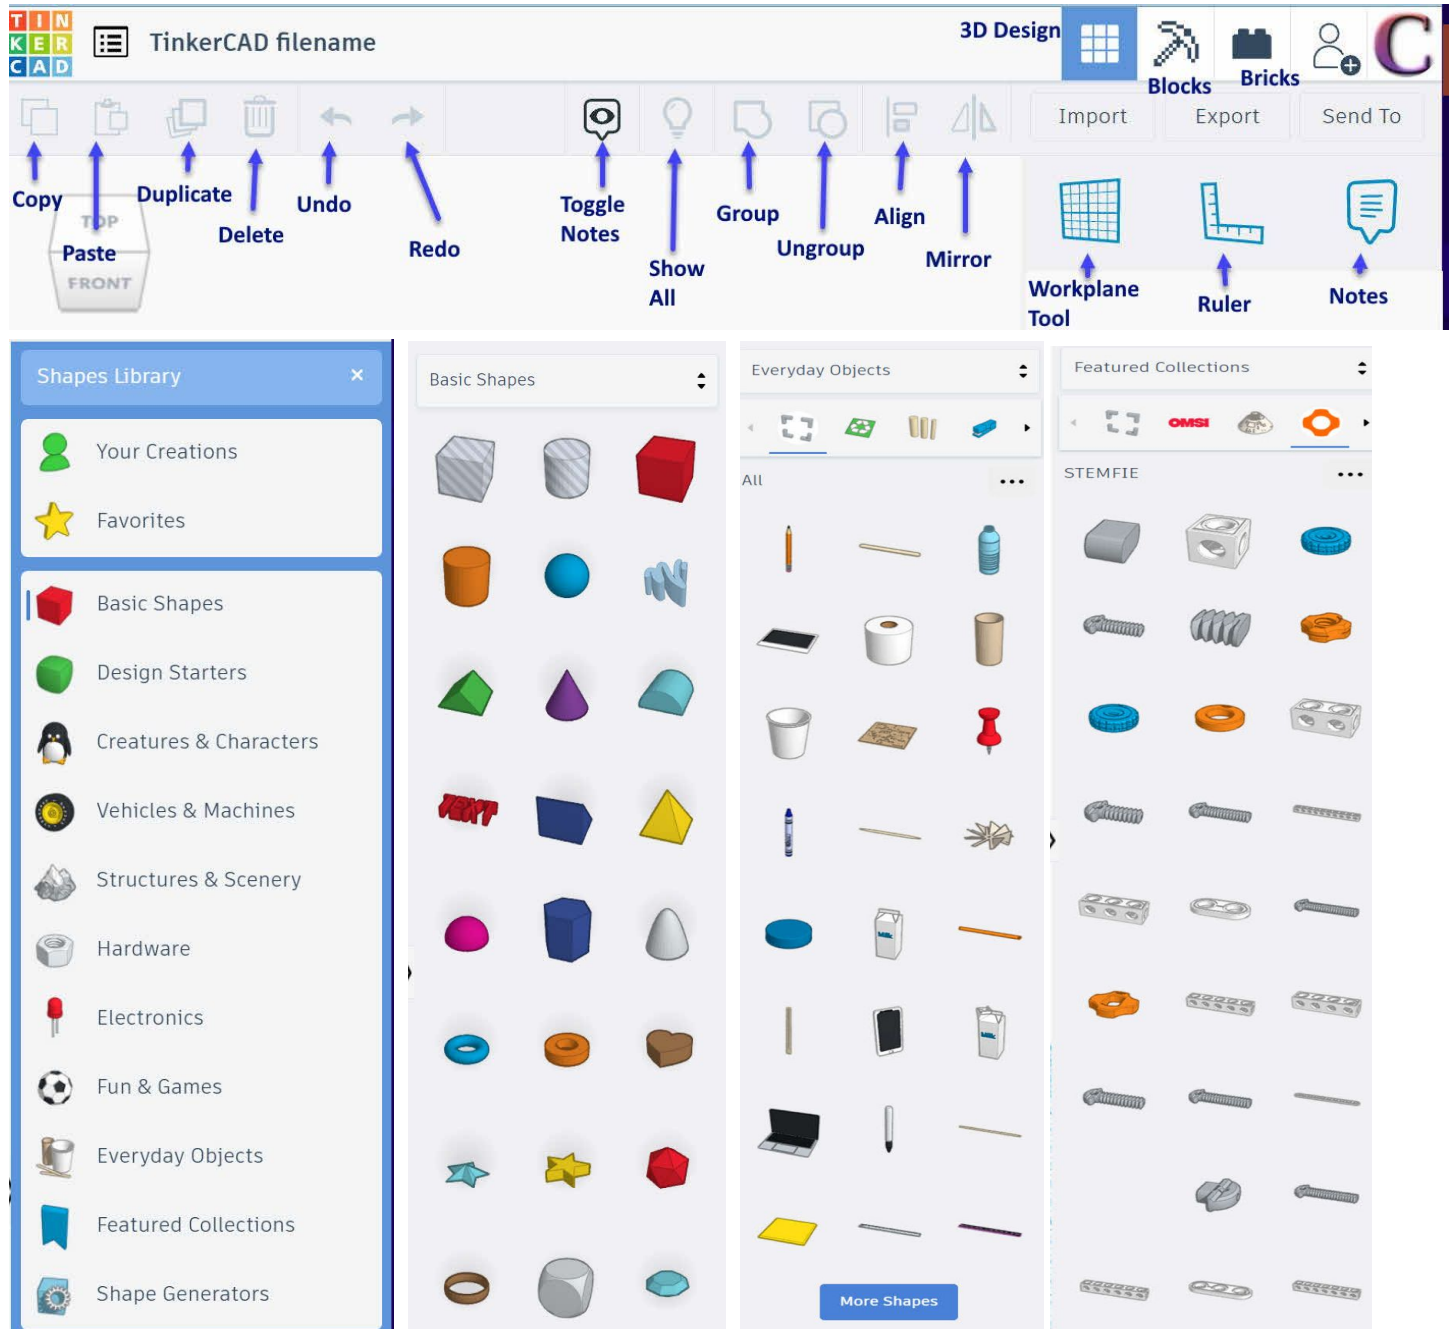 TIN
KER
CAD
TinkerCAD filename
3D Design
Blocks
Bricks
C
Import
Export
Send To
Copy
Paste
Duplicate
Delete
Undo
Redo
Toggle
Notes
Show
All
Group
Ungroup
Align
Mirror
Workplane
Tool
Ruler
Notes
TOP
FRONT
Shapes Library ×
Your Creations
Favorites
Basic Shapes
Design Starters
Creatures & Characters
Vehicles & Machines
Structures & Scenery
Hardware
Electronics
Fun & Games
Everyday Objects
Featured Collections
Shape Generators
Basic Shapes
TEXT
Everyday Objects
All
Milk
Milk
More Shapes
Featured Collections
OMSI
STEMFIE